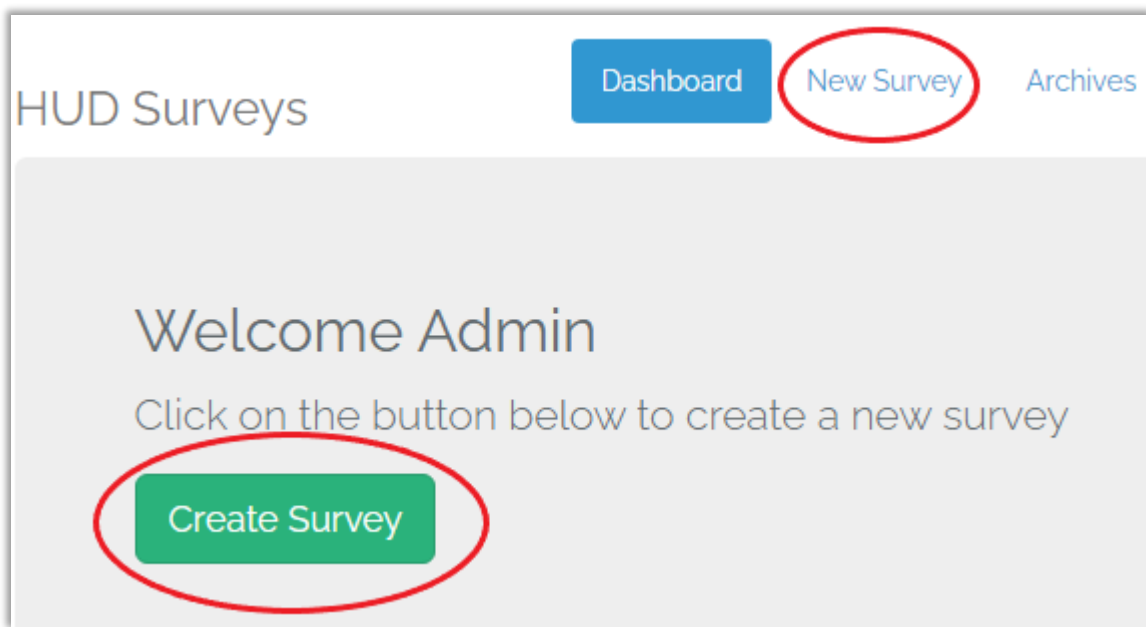 Dashboard New Survey Archives
HUD Surveys
Welcome Admin
Click on the button below to create a new survey
Create Survey